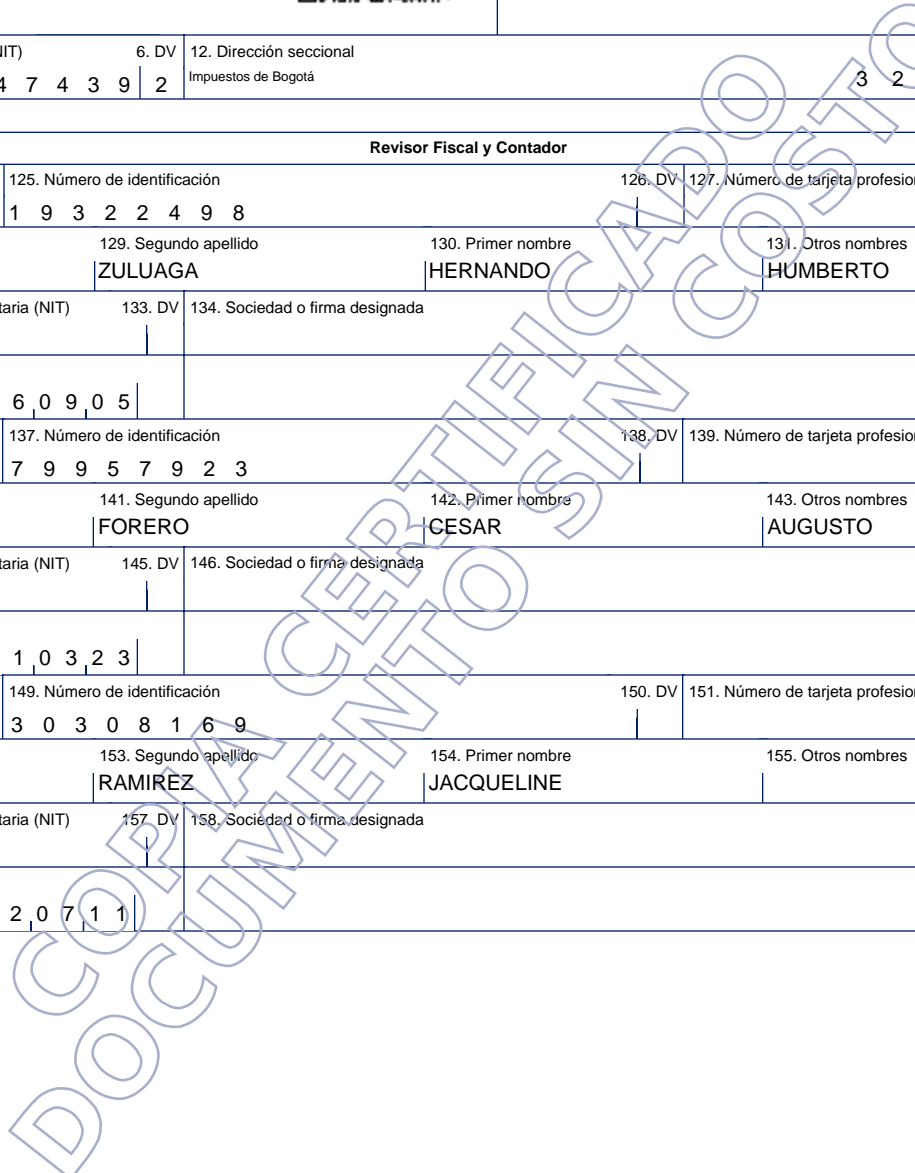 IT) 6. DV 12. Dirección seccional
4 7 4 3 9 2 Impuestos de Bogotá 3 2
Revisor Fiscal y Contador
125. Número de identificación 126. DV 127. Número de tarjeta profesion
1 9 3 2 2 4 9 8
129. Segundo apellido 130. Primer nombre 131. Otros nombres
ZULUAGA HERNANDO HUMBERTO
taria (NIT) 133. DV 134. Sociedad o firma designada
6 0 9 0 5
137. Número de identificación 138. DV 139. Número de tarjeta profesion
7 9 9 5 7 9 2 3
141. Segundo apellido 142. Primer nombre 143. Otros nombres
FORERO CESAR AUGUSTO
taria (NIT) 145. DV 146. Sociedad o firma designada
1 0 3 2 3
149. Número de identificación 150. DV 151. Número de tarjeta profesion
3 0 3 0 8 1 6 9
153. Segundo apellido 154. Primer nombre 155. Otros nombres
RAMIREZ JACQUELINE
taria (NIT) 157. DV 158. Sociedad o firma designada
2 0 7 1 1
COPIA CERTIFICADO
DOCUMENTO SIN COSTO